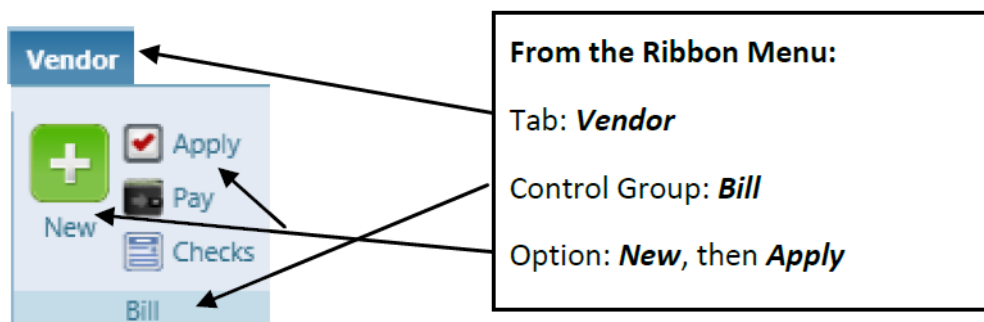 Vendor
Apply
Pay
New
Checks
Bill
From the Ribbon Menu:
Tab: Vendor
Control Group: Bill
Option: New, then Apply